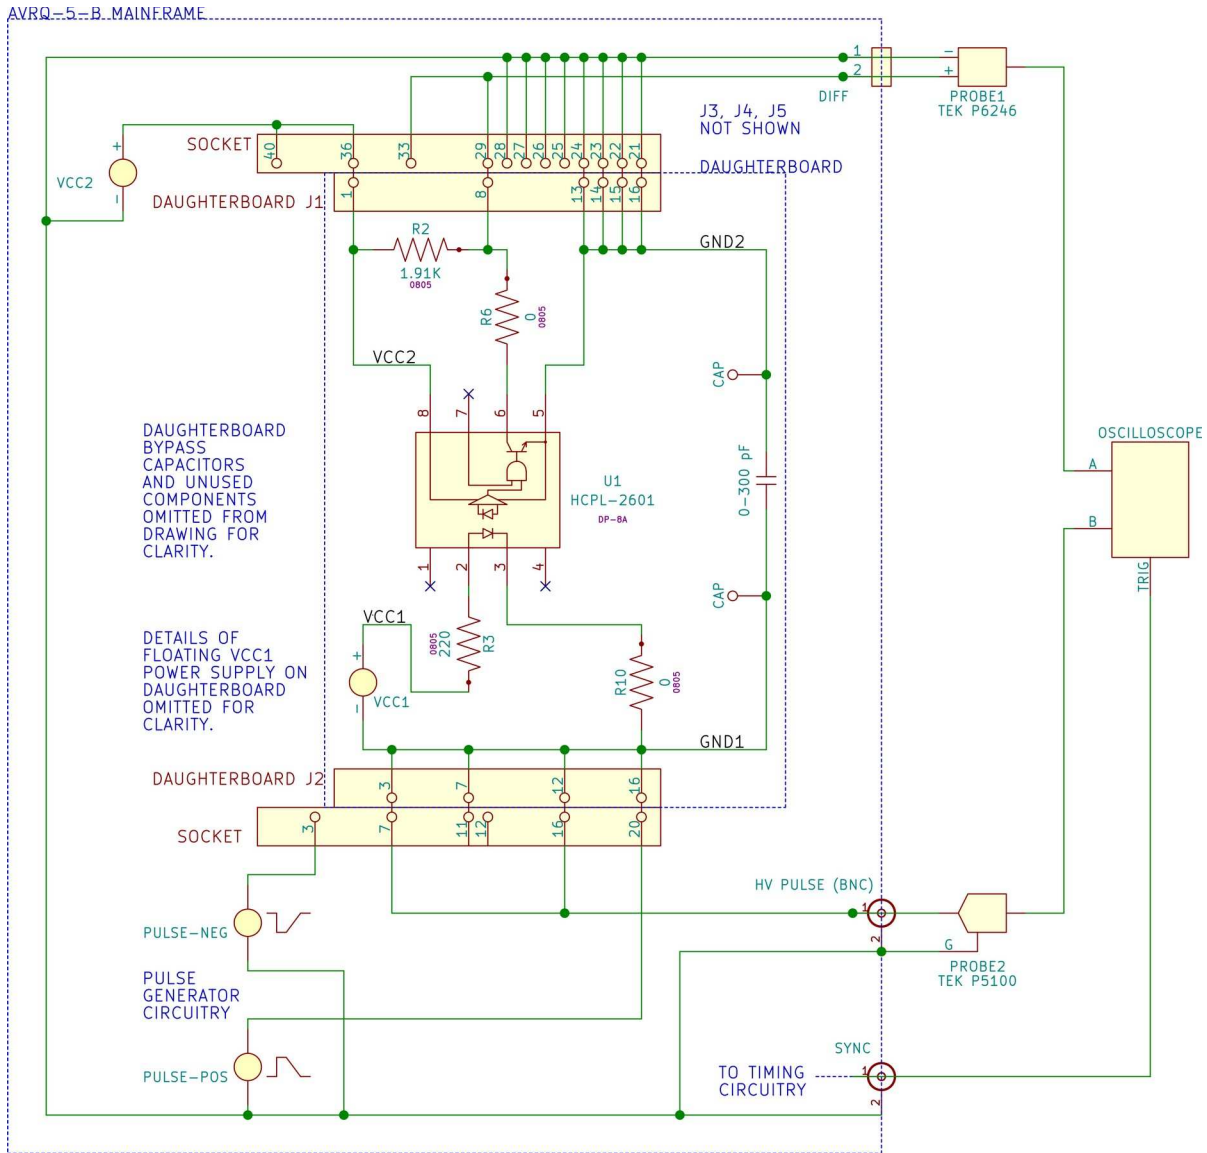 AVRQ-5-B MAINFRAME
1
2
DIFF
-
+
PROBE1
TEK P6246
J3, J4, J5
NOT SHOWN
DAUGHTERBOARD
SOCKET
40
36
33
29
28
27
26
25
24
23
22
21
+
VCC2
-
DAUGHTERBOARD J1
1
8
13
14
15
16
R2
1.91K
0805
GND2
R6
0
0805
VCC2
CAP
8
7
6
5
DAUGHTERBOARD
BYPASS
CAPACITORS
AND UNUSED
COMPONENTS
OMITTED FROM
DRAWING FOR
CLARITY.
U1
HCPL-2601
DP-8A
0-300 pF
OSCILLOSCOPE
A
B
TRIG
1
2
3
4
CAP
VCC1
0805
220
R3
DETAILS OF
FLOATING VCC1
POWER SUPPLY ON
DAUGHTERBOARD
OMITTED FOR
CLARITY.
+
VCC1
-
R10
0
0805
GND1
DAUGHTERBOARD J2
3
7
12
16
SOCKET
3
7
11
12
16
20
HV PULSE (BNC)
1
2
G
PROBE2
TEK P5100
PULSE-NEG
PULSE
GENERATOR
CIRCUITRY
PULSE-POS
SYNC
TO TIMING
CIRCUITRY
1
2